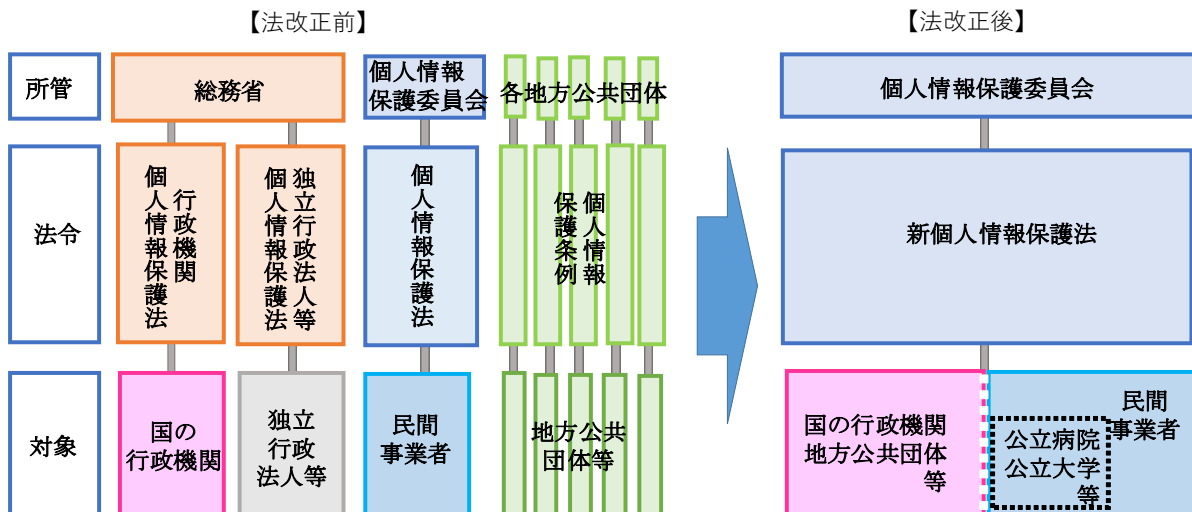 【法改正前】
【法改正後】
所管
総務省
個人情報
保護委員会
各地方公共団体
個人情報保護委員会
法令
行政機関
個人情報保護法
独立行政法人等
個人情報保護法
個人情報保護法
個人情報
保護条例
新個人情報保護法
対象
国の
行政機関
独立
行政
法人等
民間
事業者
地方公共
団体等
国の行政機関
地方公共団体
等
公立病院
公立大学
等
民間
事業者